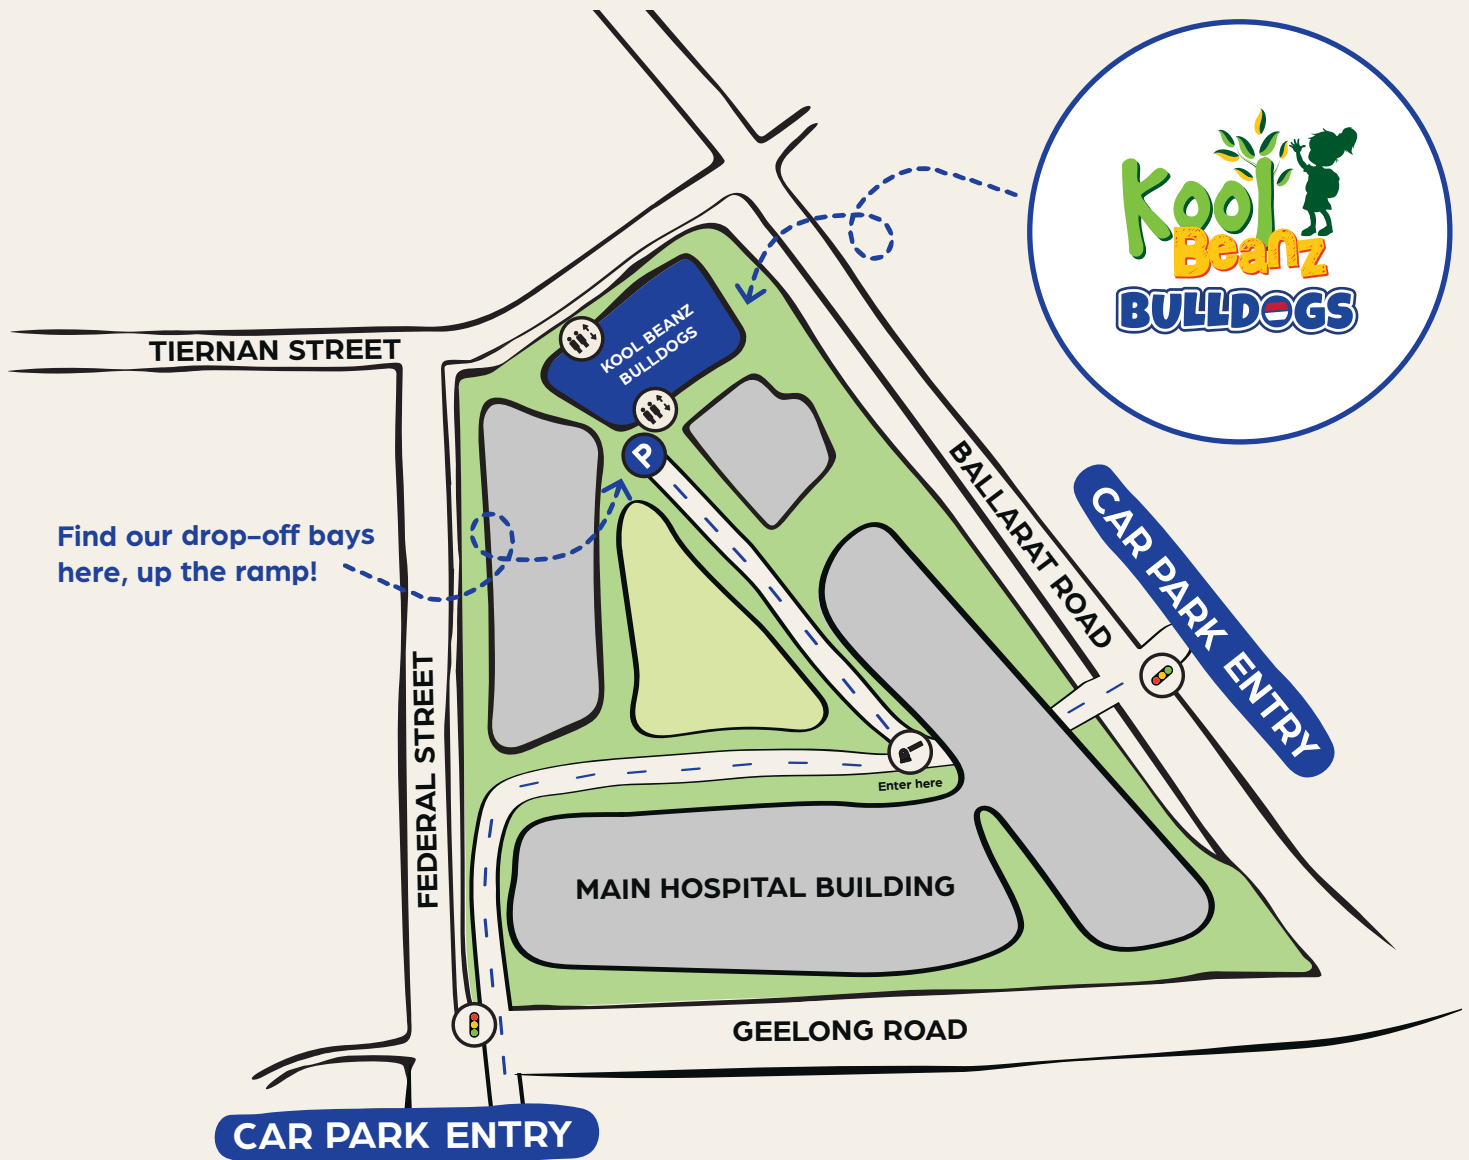 Kool
Beanz
BULLDOGS
KOOL BEANZ
BULLDOGS
TIERNAN STREET
P
BALLARAT ROAD
CAR PARK ENTRY
Find our drop-off bays
here, up the ramp!
FEDERAL STREET
Enter here
MAIN HOSPITAL BUILDING
GEELONG ROAD
CAR PARK ENTRY